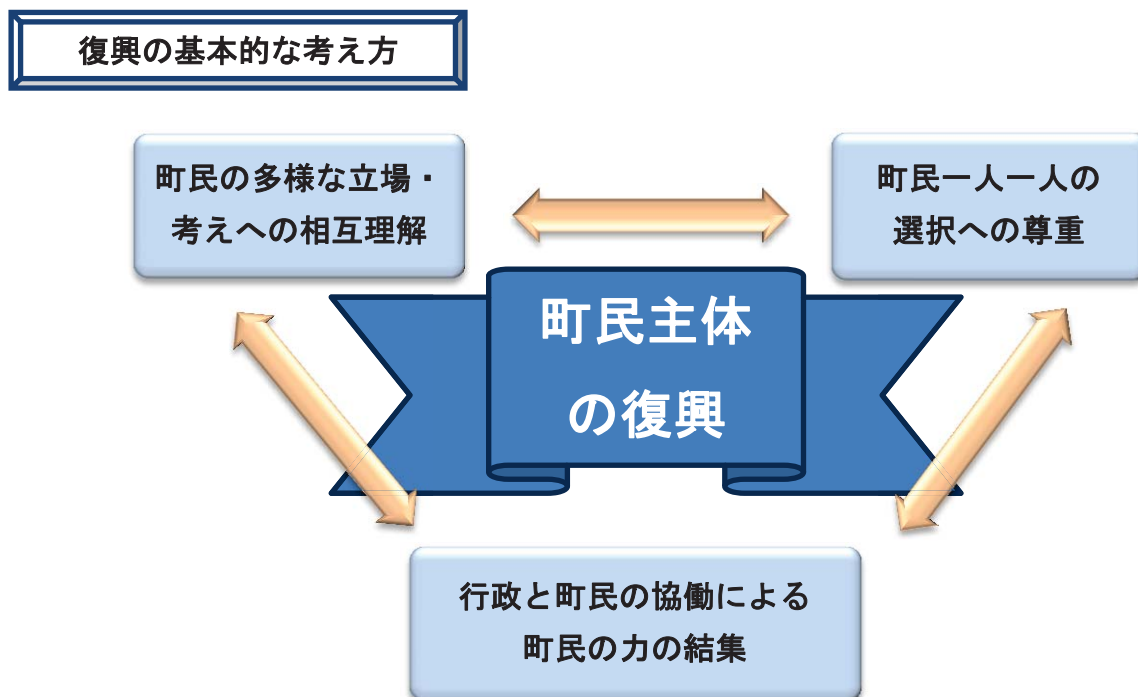 復興の基本的な考え方
町民の多様な立場・
考えへの相互理解
町民一人一人の
選択への尊重
町民主体
の復興
行政と町民の協働による
町民の力の結集